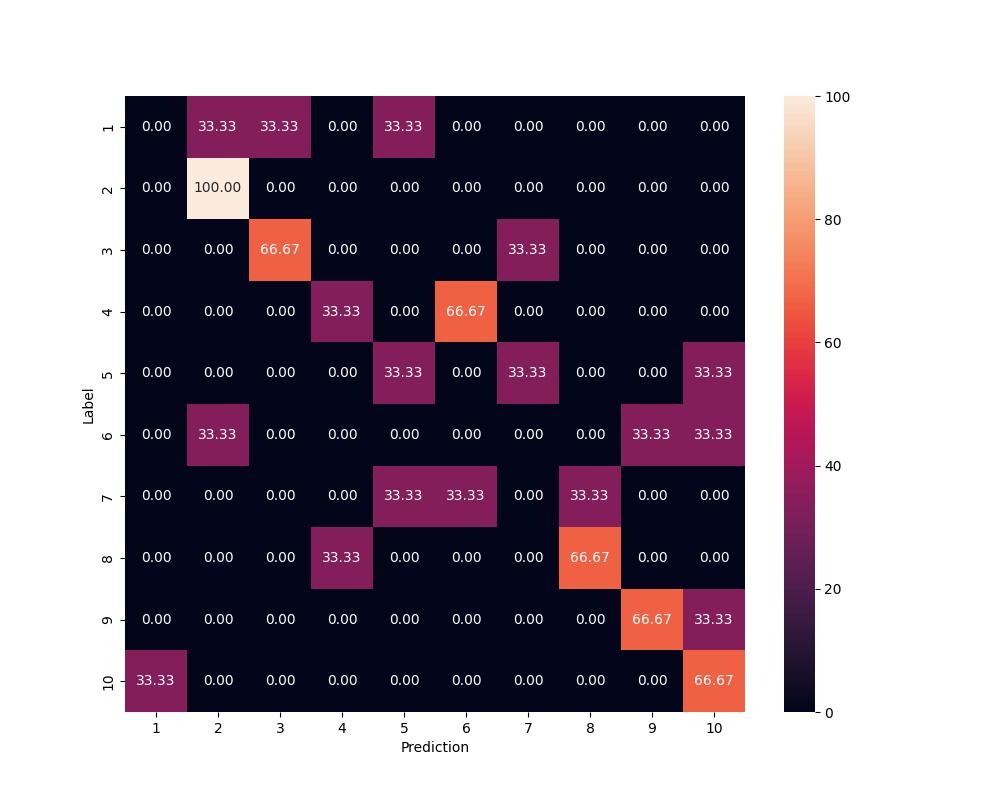 1 0.00 33.33 33.33 0.00 33.33 0.00 0.00 0.00 0.00 0.00 100
2 0.00 100.00 0.00 0.00 0.00 0.00 0.00 0.00 0.00 0.00
80
3 0.00 0.00 66.67 0.00 0.00 0.00 33.33 0.00 0.00 0.00
4 0.00 0.00 0.00 33.33 0.00 66.67 0.00 0.00 0.00 0.00
60
5 0.00 0.00 0.00 0.00 33.33 0.00 33.33 0.00 0.00 33.33
Label
6 0.00 33.33 0.00 0.00 0.00 0.00 0.00 0.00 33.33 33.33
40
7 0.00 0.00 0.00 0.00 33.33 33.33 0.00 33.33 0.00 0.00
8 0.00 0.00 0.00 33.33 0.00 0.00 0.00 66.67 0.00 0.00
20
9 0.00 0.00 0.00 0.00 0.00 0.00 0.00 0.00 66.67 33.33
10 33.33 0.00 0.00 0.00 0.00 0.00 0.00 0.00 0.00 66.67
0
1 2 3 4 5 6 7 8 9 10
Prediction